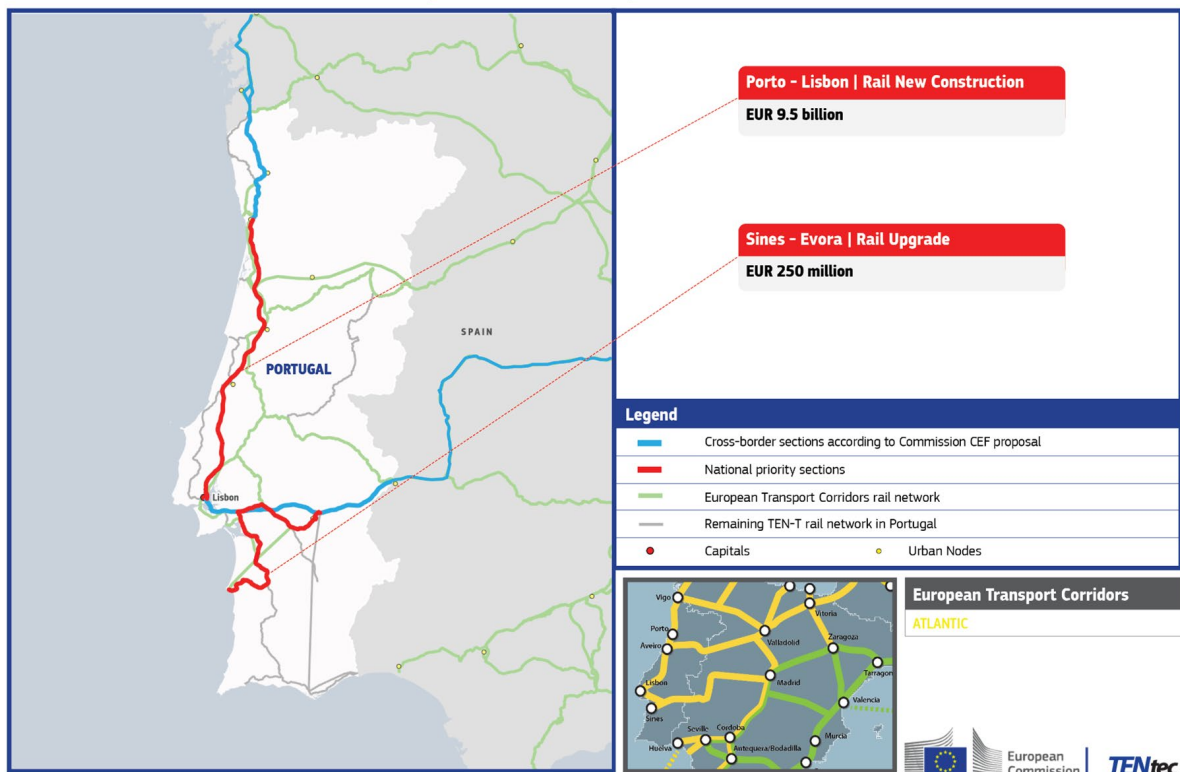 Porto - Lisbon | Rail New Construction
EUR 9.5 billion
Sines - Evora | Rail Upgrade
EUR 250 million
SPAIN
PORTUGAL
Lisbon
Legend
Cross-border sections according to Commission CEF proposal
National priority sections
European Transport Corridors rail network
Remaining TEN-T rail network in Portugal
Capitals
Urban Nodes
Vigo
Vitoria
Porto
Valladolid
Zaragoza
Aveiro
Tarragon
Lisbon
Madrid
Valencia
Sines
Seville
Cordoba
Murcia
Huelva
Antequera/Bodadilla
European Transport Corridors
ATLANTIC
European
Commission
TENtec